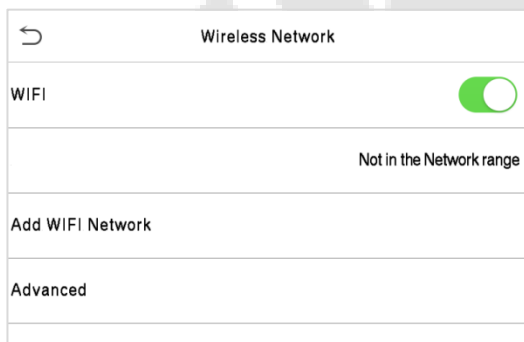 Wireless Network
WIFI
Not in the Network range
Add WIFI Network
Advanced